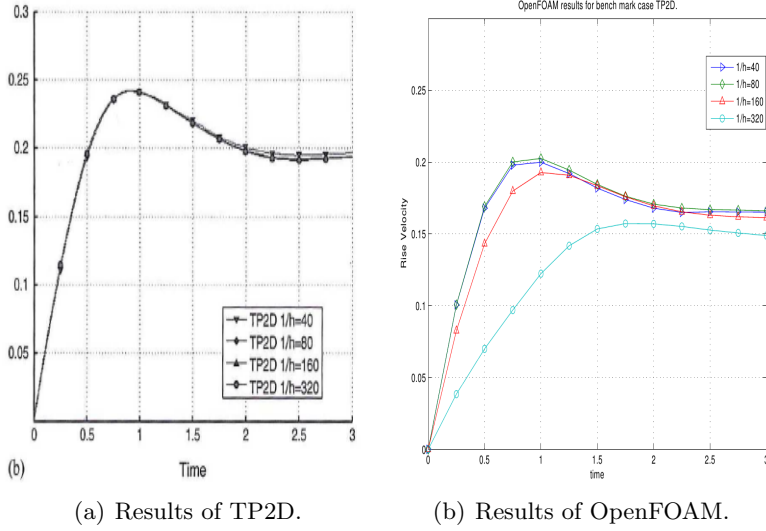 0.3
0.25
0.2
0.15
0.1
0.05
0
0.5
1
1.5
2
2.5
3
TP2D 1/h=40
TP2D 1/h=80
TP2D 1/h=160
TP2D 1/h=320
(b)
Time
(a) Results of TP2D.
OpenFOAM results for bench mark case TP2D.
0.25
0.2
0.15
0.1
0.05
0
Rise Velocity
0
0.5
1
1.5
2
2.5
3
1/h=40
1/h=80
1/h=160
1/h=320
time
(b) Results of OpenFOAM.